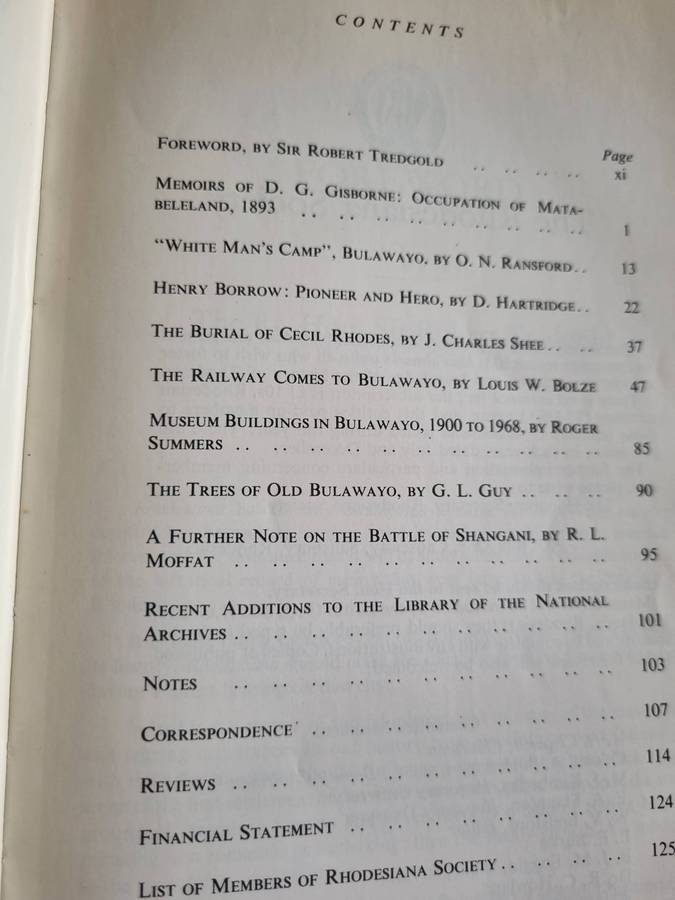 CONTENTS
Page
FOREWORD, BY SIR ROBERT TREDGOLD .. .. .. .. xi
MEMOIRS OF D. G. GISBORNE: OCCUPATION OF MATA-
BELELAND, 1893 .. .. .. .. .. .. .. .. 1
"WHITE MAN'S CAMP", BULAWAYO, BY O. N. RANSFORD.. 13
HENRY BORROW: PIONEER AND HERO, BY D. HARTRIDGE.. 22
THE BURIAL OF CECIL RHODES, BY J. CHARLES SHEE.. .. 37
THE RAILWAY COMES TO BULAWAYO, BY LOUIS W. BOLZE 47
MUSEUM BUILDINGS IN BULAWAYO, 1900 TO 1968, BY ROGER
SUMMERS .. .. .. .. .. .. .. .. .. 85
THE TREES OF OLD BULAWAYO, BY G. L. GUY .. .. .. 90
A FURTHER NOTE ON THE BATTLE OF SHANGANI, BY R. L.
MOFFAT .. .. .. .. .. .. .. .. .. 95
RECENT ADDITIONS TO THE LIBRARY OF THE NATIONAL
ARCHIVES .. .. .. .. .. .. .. .. .. 101
NOTES .. .. .. .. .. .. .. .. .. 103
CORRESPONDENCE .. .. .. .. .. .. .. .. 107
REVIEWS .. .. .. .. .. .. .. .. .. 114
FINANCIAL STATEMENT .. .. .. .. .. .. .. 124
LIST OF MEMBERS OF RHODESIANA SOCIETY .. .. .. .. 125